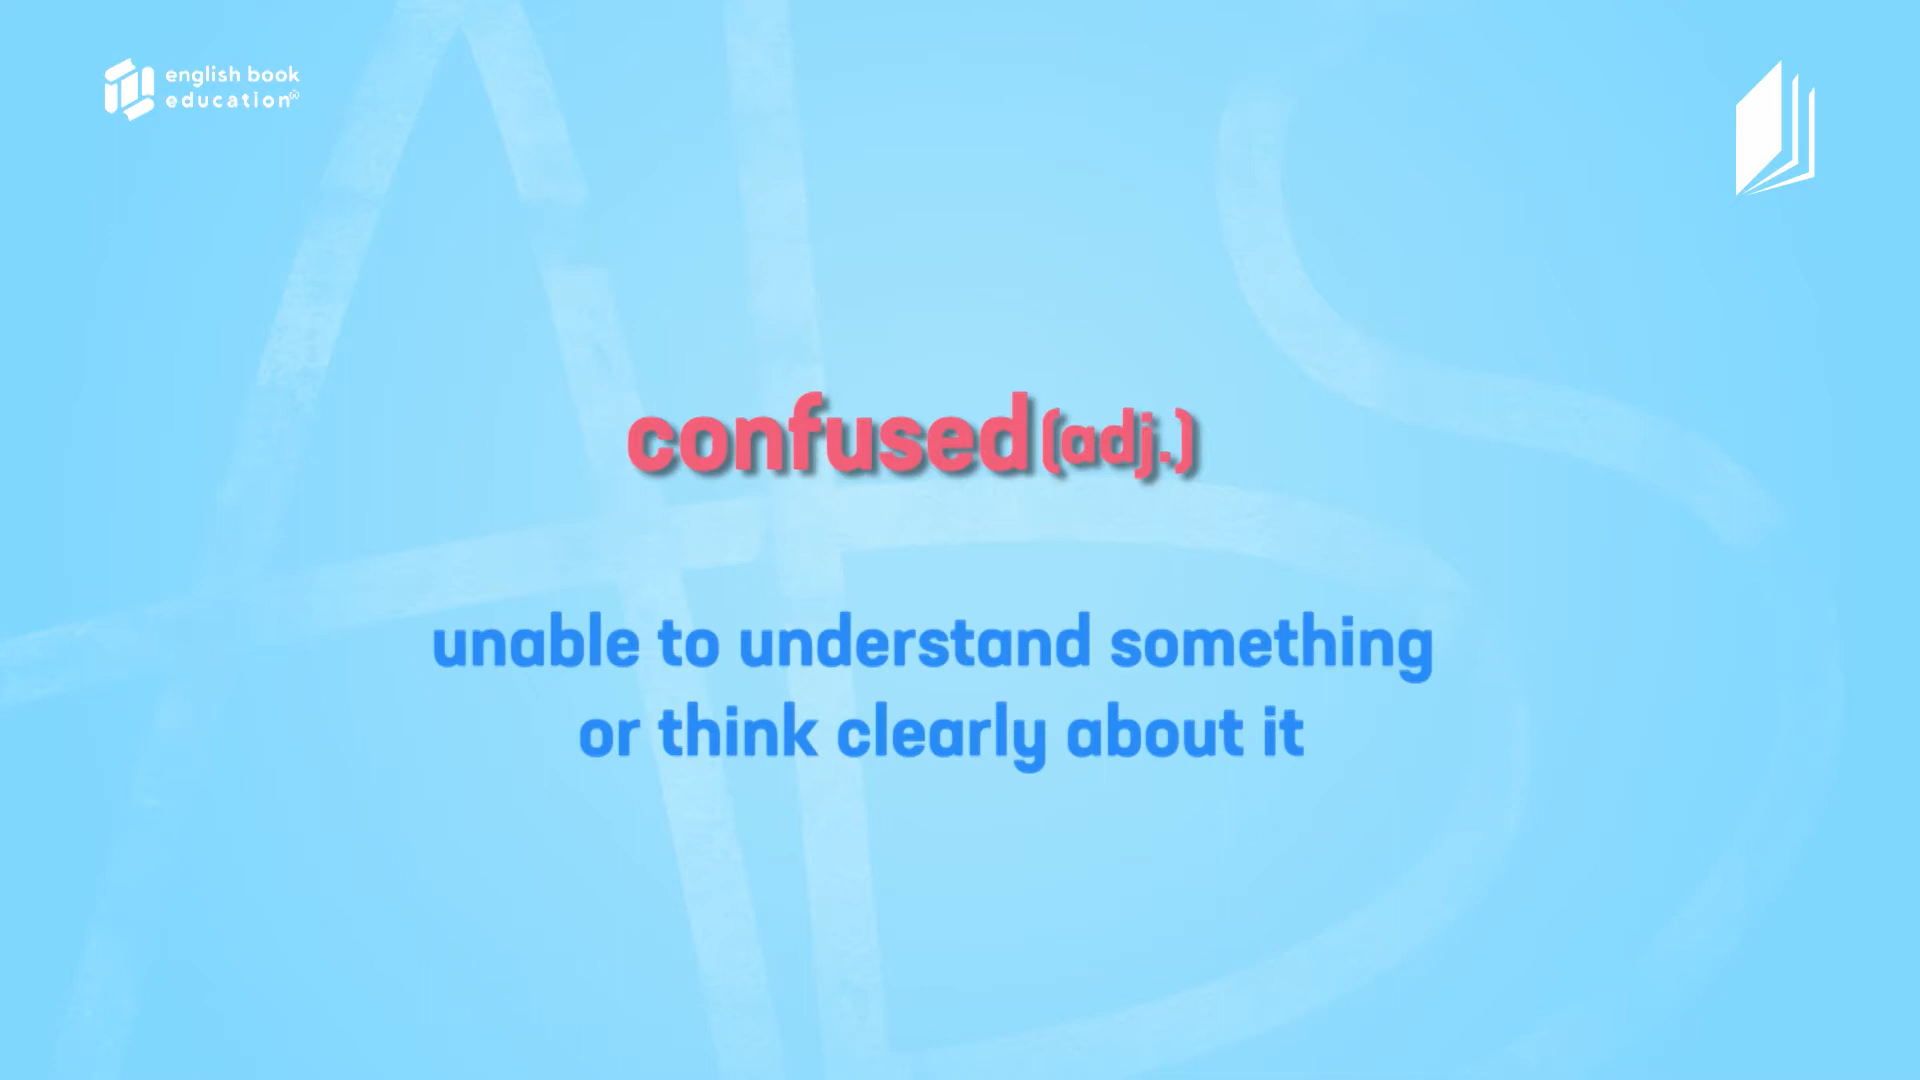 english book
education®
confused (adj.)
unable to understand something
or think clearly about it